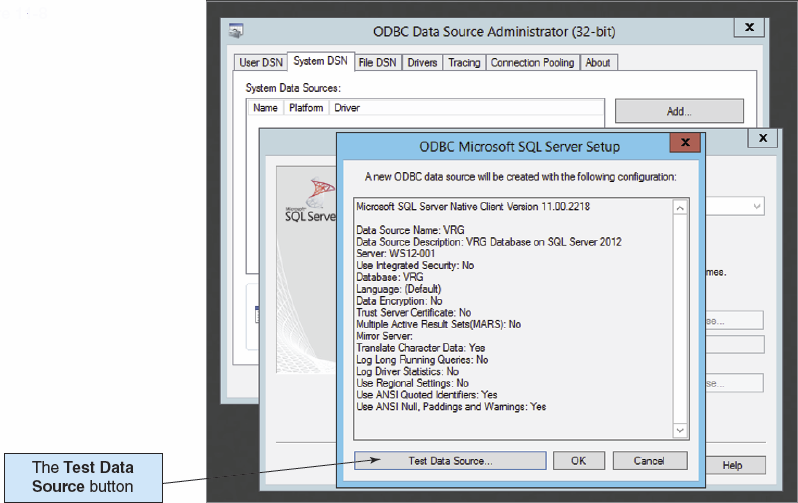 ODBC Data Source Administrator (32-bit)
x
User DSN System DSN File DSN Drivers Tracing Connection Pooling About
System Data Sources:
Name Platform Driver
Add...
x
ODBC Microsoft SQL Server Setup
x
A new ODBC data source will be created with the following configuration:
Microsoft
SQL Serve
Microsoft SQL Server Native Client Version 11.00.2218
Data Source Name: VRG
Data Source Description: VRG Database on SQL Server 2012
Server: WS12-001
Use Integrated Security: No
Database: VRG
Language: (Default)
Data Encryption: No
Trust Server Certificate: No
Multiple Active Result Sets(MARS): No
Mirror Server:
Translate Character Data: Yes
Log Long Running Queries: No
Log Driver Statistics: No
Use Regional Settings: No
Use ANSI Quoted Identifiers: Yes
Use ANSI Null, Paddings and Warnings: Yes
mes.
se...
Test Data Source...
OK
Cancel
Help
The Test Data
Source button